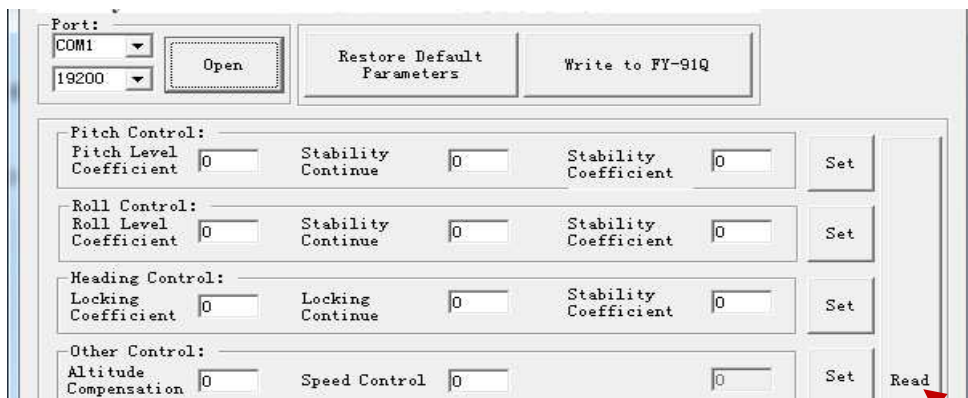 Port:
COM1
19200
Open
Restore Default
Parameters
Write to FY-91Q
Pitch Control:
Pitch Level
Coefficient
0
Stability
Continue
0
Stability
Coefficient
0
Set
Roll Control:
Roll Level
Coefficient
0
Stability
Continue
0
Stability
Coefficient
0
Set
Heading Control:
Locking
Coefficient
0
Locking
Continue
0
Stability
Coefficient
0
Set
Other Control:
Altitude
Compensation
0
Speed Control
0
0
Set
Read